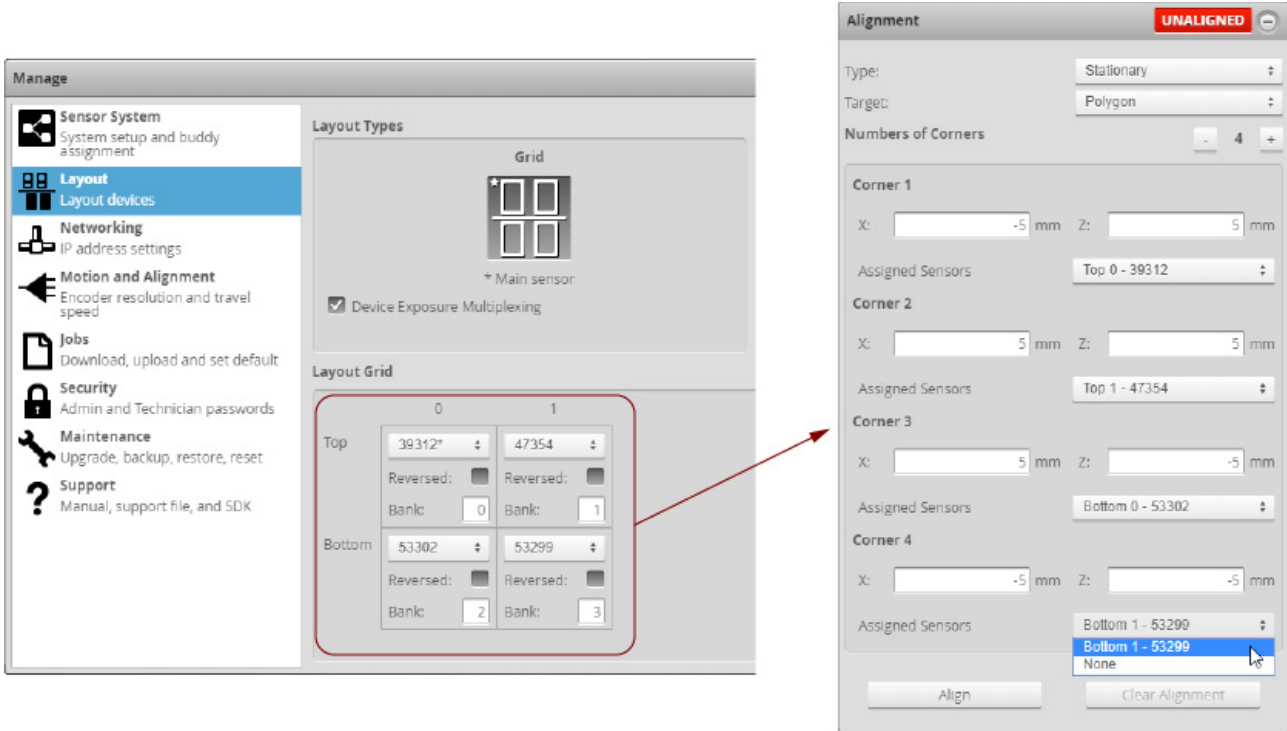 Manage
Sensor System
System setup and buddy
assignment
Layout
Layout devices
Networking
IP address settings
Motion and Alignment
Encoder resolution and travel
speed
Jobs
Download, upload and set default
Security
Admin and Technician passwords
Maintenance
Upgrade, backup, restore, reset
Support
Manual, support file, and SDK
Layout Types
Grid
* Main sensor
Device Exposure Multiplexing
Layout Grid
0 1
Top 39312* 47354
Reversed: Reversed:
Bank: 0 Bank: 1
Bottom 53302 53299
Reversed: Reversed:
Bank: 2 Bank: 3
Alignment UNALIGNED
Type: Stationary
Target: Polygon
Numbers of Corners - 4 +
Corner 1
X: -5 mm Z: 5 mm
Assigned Sensors Top 0 - 39312
Corner 2
X: 5 mm Z: 5 mm
Assigned Sensors Top 1 - 47354
Corner 3
X: 5 mm Z: -5 mm
Assigned Sensors Bottom 0 - 53302
Corner 4
X: -5 mm Z: -5 mm
Assigned Sensors Bottom 1 - 53299
Bottom 1 - 53299
None
Align Clear Alignment